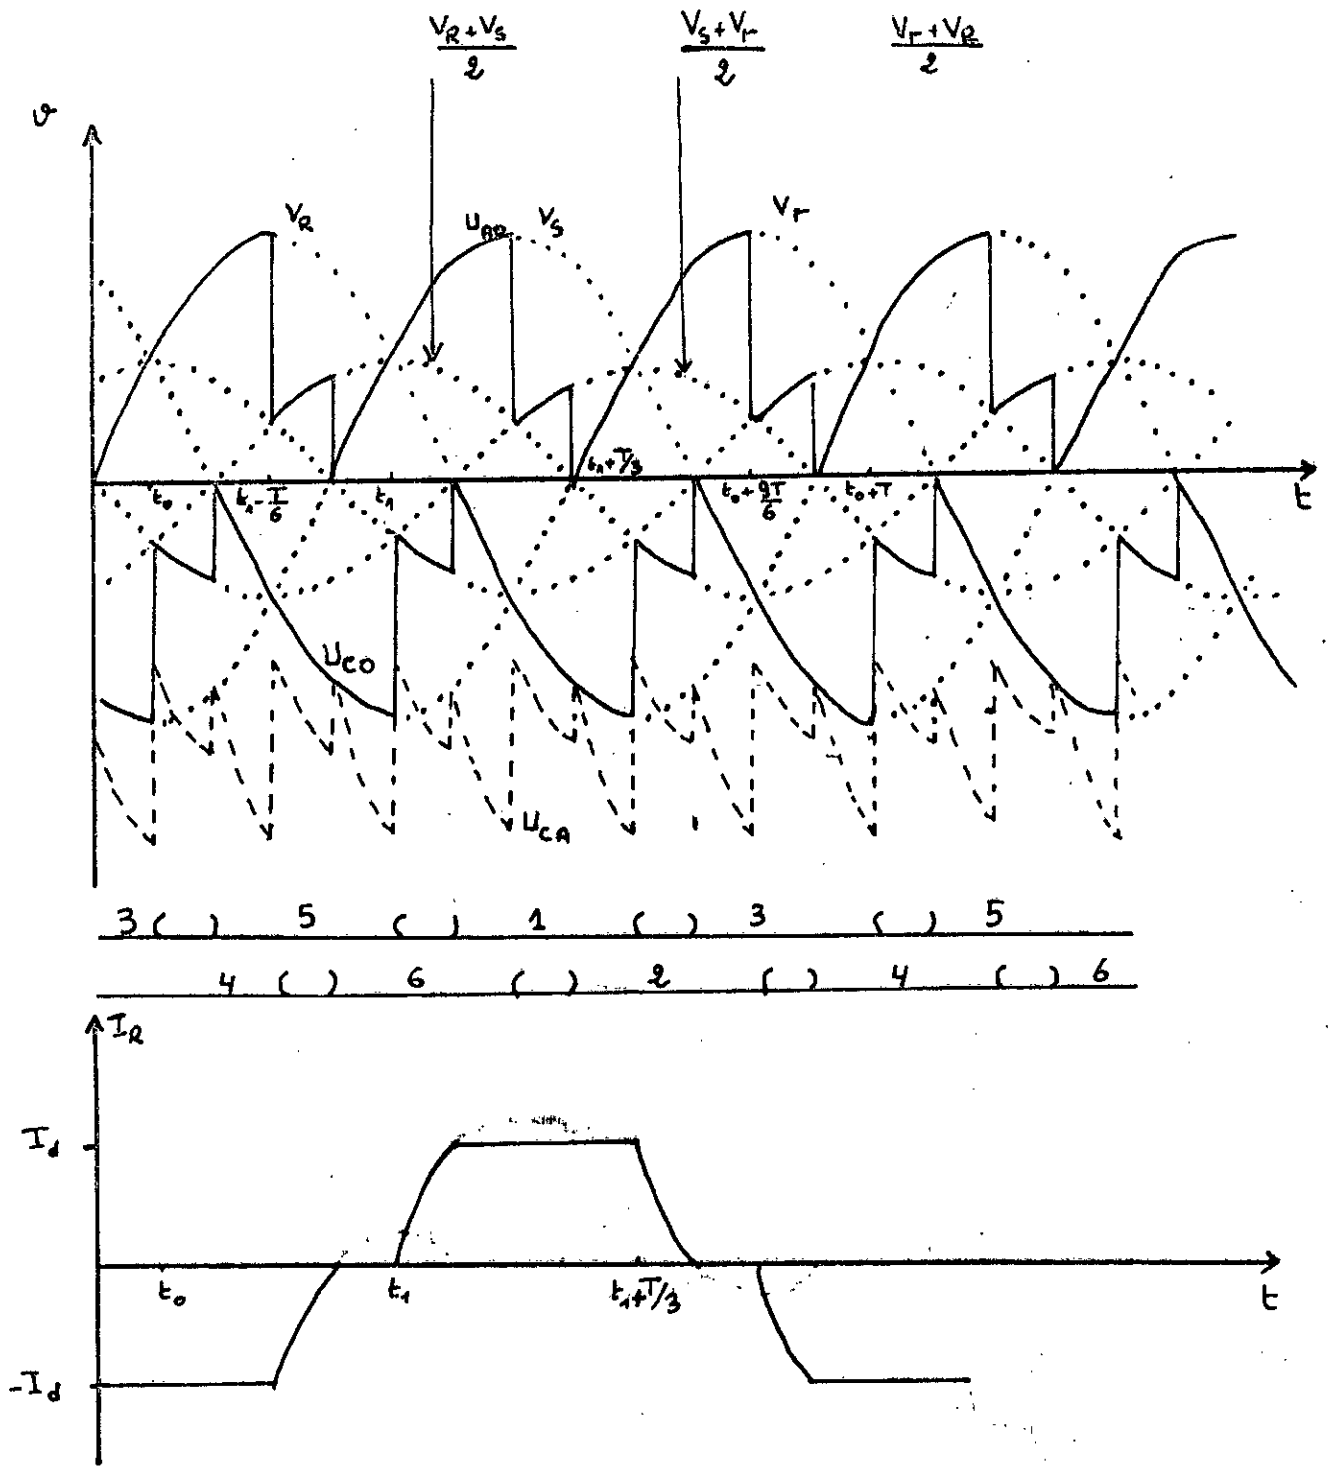 V_R+V_S / 2
V_S+V_T / 2
V_T+V_R / 2
v
V_R
U_AO
V_S
V_T
t_0
t_1-T/6
t_1
t_1+T/3
t_0+9T/6
t_0+T
t
U_CO
U_CA
3 ( ) 5 ( ) 1 ( ) 3 ( ) 5
4 ( ) 6 ( ) 2 ( ) 4 ( ) 6
I_R
I_d
t_0
t_1
t_1+T/3
t
-I_d